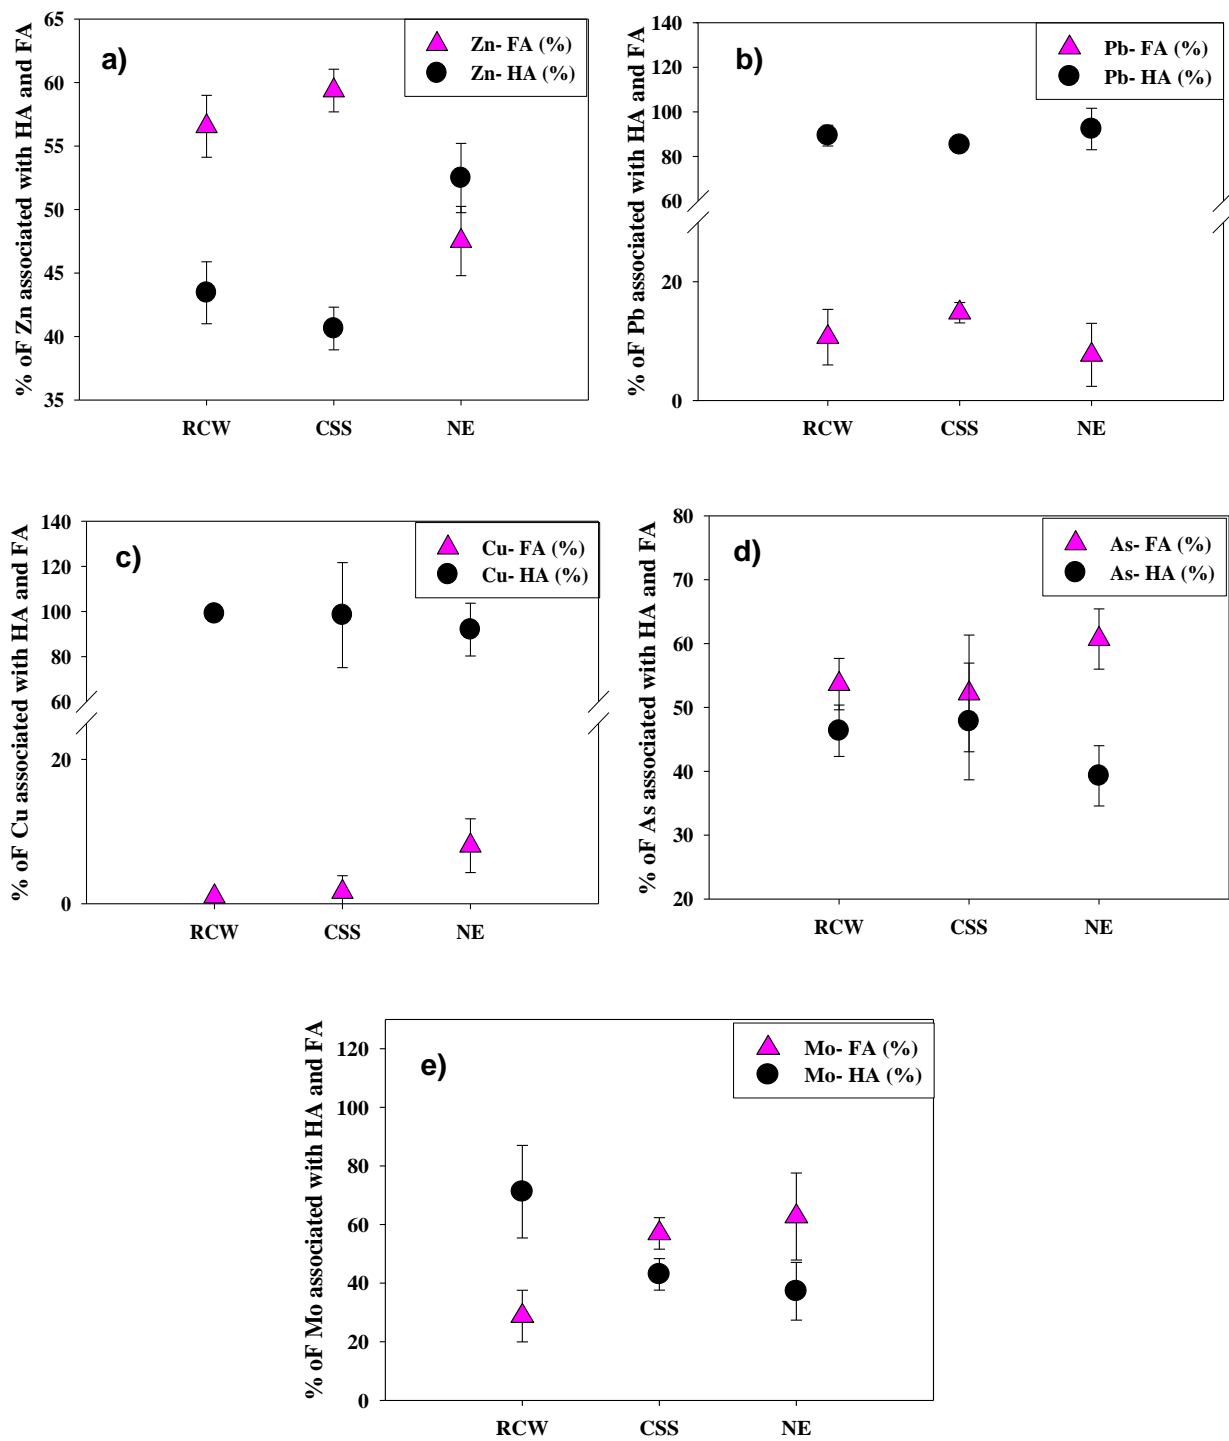 % oF Zn associated with HA and FA
65
60
55
50
45
40
35
a)
Zn- FA (%)
Zn- HA (%)
RCW CSS NE
% oF Pb associated with HA and FA
140
120
100
80
60
20
0
b)
Pb- FA (%)
Pb- HA (%)
RCW CSS NE
% oF Cu associated with HA and FA
140
120
100
80
60
20
0
c)
Cu- FA (%)
Cu- HA (%)
RCW CSS NE
% oF As associated with HA and FA
80
70
60
50
40
30
20
d)
As- FA (%)
As- HA (%)
RCW CSS NE
% oF Mo associated with HA and FA
120
100
80
60
40
20
0
e)
Mo- FA (%)
Mo- HA (%)
RCW CSS NE